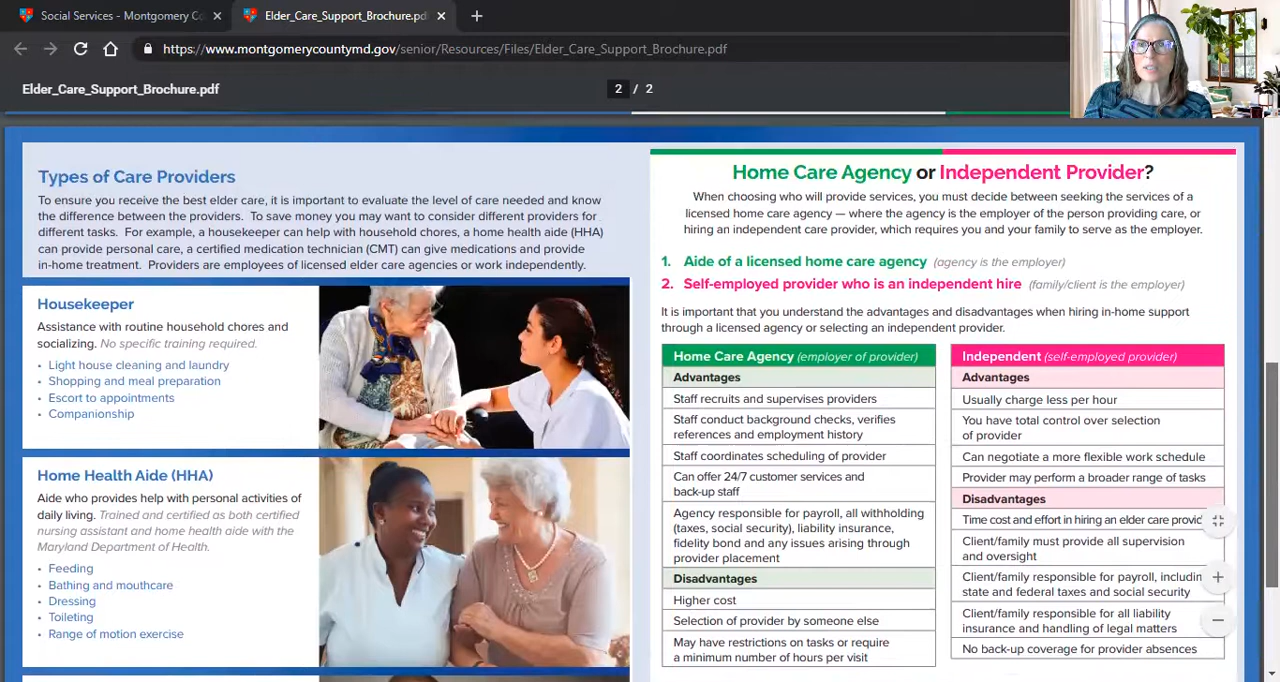 Social Services - Montgomery Co
Elder_Care_Support_Brochure.pdf
https://www.montgomerycountymd.gov/senior/Resources/Files/Elder_Care_Support_Brochure.pdf
Elder_Care_Support_Brochure.pdf
2 / 2
Types of Care Providers
To ensure you receive the best elder care, it is important to evaluate the level of care needed and know
the difference between the providers. To save money you may want to consider different providers for
different tasks. For example, a housekeeper can help with household chores, a home health aide (HHA)
can provide personal care, a certified medication technician (CMT) can give medications and provide
in-home treatment. Providers are employees of licensed elder care agencies or work independently.
Housekeeper
Assistance with routine household chores and
socializing. No specific training required.
• Light house cleaning and laundry
• Shopping and meal preparation
• Escort to appointments
• Companionship
Home Health Aide (HHA)
Aide who provides help with personal activities of
daily living. Trained and certified as both certified
nursing assistant and home health aide with the
Maryland Department of Health.
• Feeding
• Bathing and mouthcare
• Dressing
• Toileting
• Range of motion exercise
Home Care Agency or Independent Provider?
When choosing who will provide services, you must decide between seeking the services of a
licensed home care agency — where the agency is the employer of the person providing care, or
hiring an independent care provider, which requires you and your family to serve as the employer.
1. Aide of a licensed home care agency (agency is the employer)
2. Self-employed provider who is an independent hire (family/client is the employer)
It is important that you understand the advantages and disadvantages when hiring in-home support
through a licensed agency or selecting an independent provider.
Home Care Agency (employer of provider)
Advantages
Staff recruits and supervises providers
Staff conduct background checks, verifies
references and employment history
Staff coordinates scheduling of provider
Can offer 24/7 customer services and
back-up staff
Agency responsible for payroll, all withholding
(taxes, social security), liability insurance,
fidelity bond and any issues arising through
provider placement
Disadvantages
Higher cost
Selection of provider by someone else
May have restrictions on tasks or require
a minimum number of hours per visit
Independent (self-employed provider)
Advantages
Usually charge less per hour
You have total control over selection
of provider
Can negotiate a more flexible work schedule
Provider may perform a broader range of tasks
Disadvantages
Time cost and effort in hiring an elder care provid
Client/family must provide all supervision
and oversight
Client/family responsible for payroll, includin
state and federal taxes and social security
Client/family responsible for all liability
insurance and handling of legal matters
No back-up coverage for provider absences